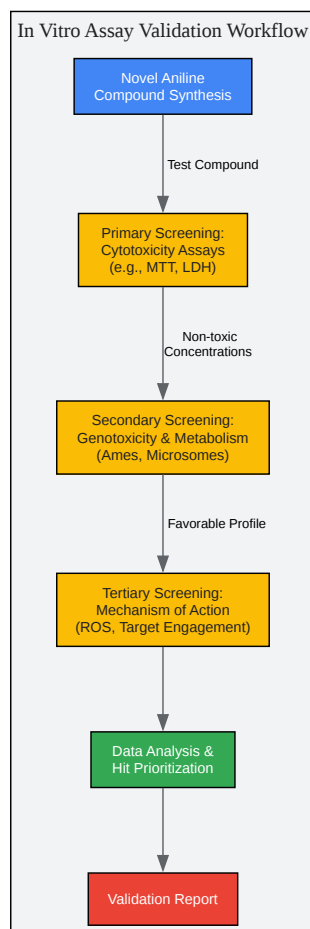 In Vitro Assay Validation Workflow
Novel Aniline
Compound Synthesis
Test Compound
Primary Screening:
Cytotoxicity Assays
(e.g., MTT, LDH)
Non-toxic
Concentrations
Secondary Screening:
Genotoxicity & Metabolism
(Ames, Microsomes)
Favorable Profile
Tertiary Screening:
Mechanism of Action
(ROS, Target Engagement)
Data Analysis &
Hit Prioritization
Validation Report